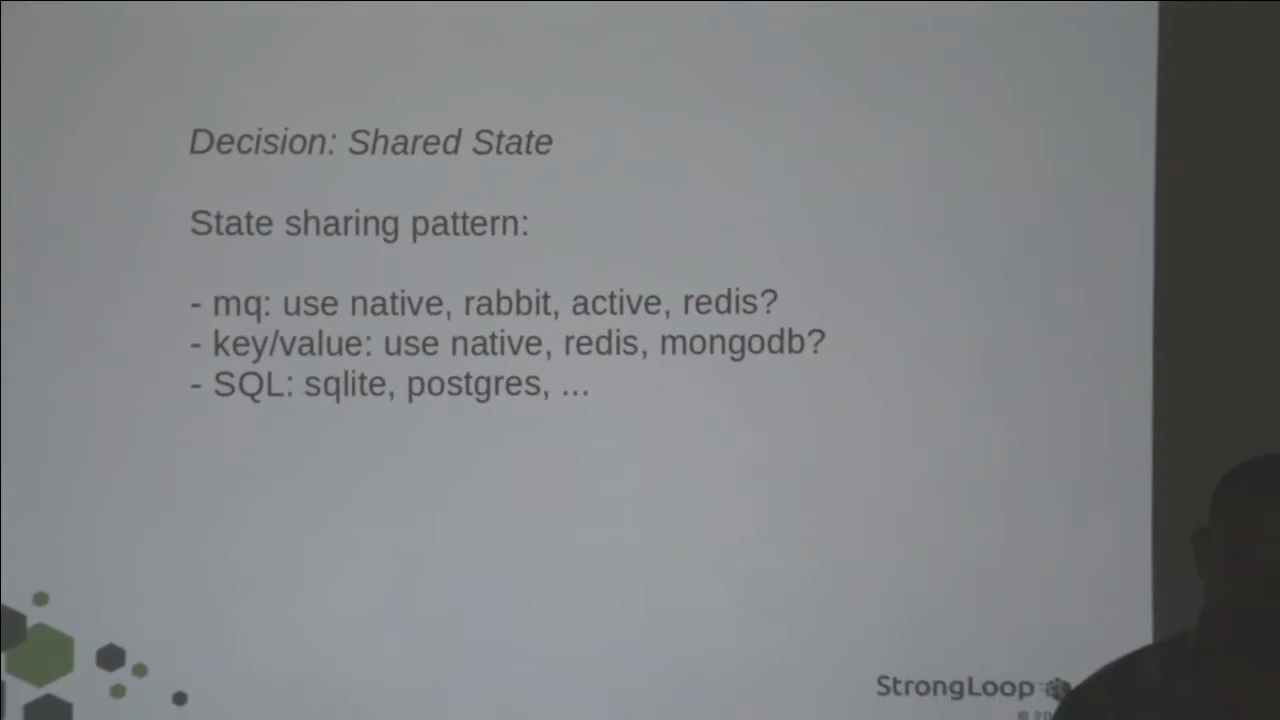 Decision: Shared State
State sharing pattern:
- mq: use native, rabbit, active, redis?
- key/value: use native, redis, mongodb?
- SQL: sqlite, postgres, ...
StrongLoop